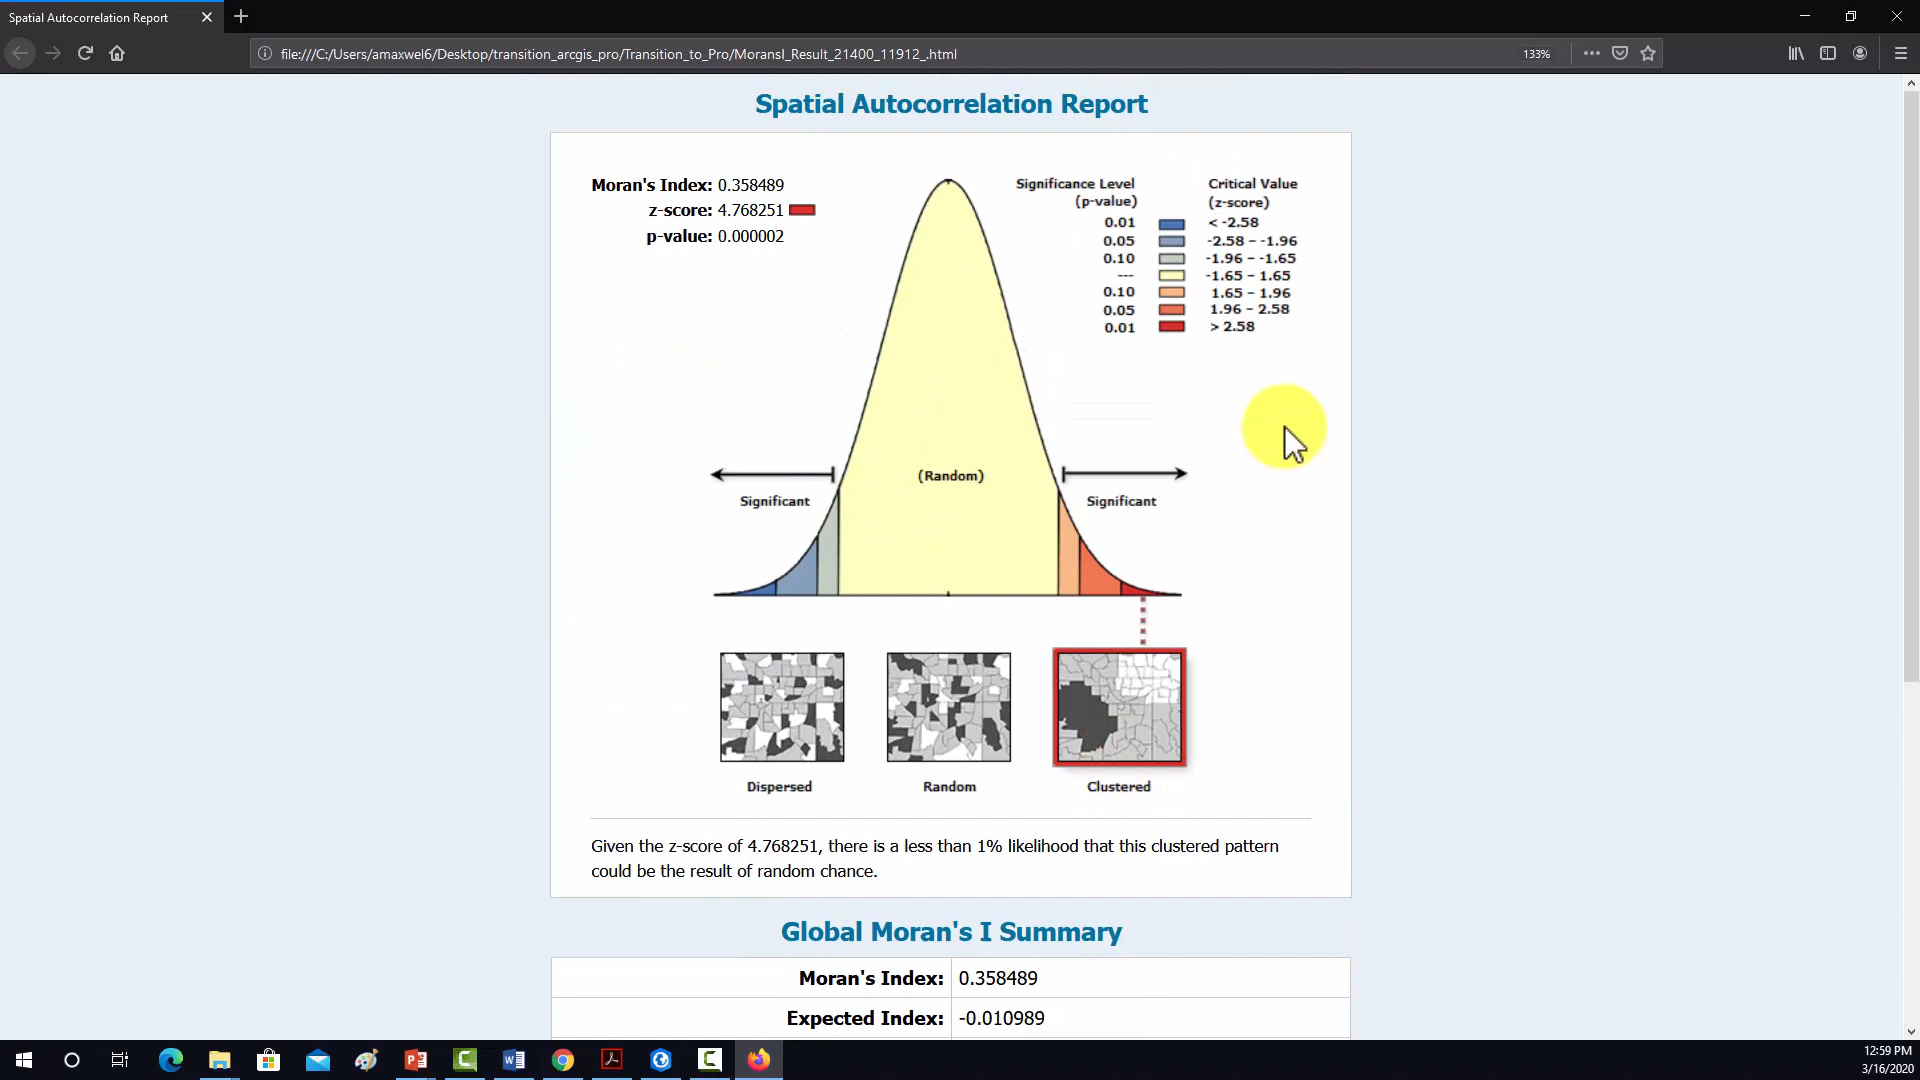 Spatial Autocorrelation Report
file:///C:/Users/amaxwel6/Desktop/transition_arcgis_pro/Transition_to_Pro/MoransI_Result_21400_11912_.html
133%
Spatial Autocorrelation Report
Moran's Index: 0.358489
z-score: 4.768251
p-value: 0.000002
Significance Level Critical Value
(p-value) (z-score)
0.01 < -2.58
0.05 -2.58 – -1.96
0.10 -1.96 – -1.65
--- -1.65 – 1.65
0.10 1.65 – 1.96
0.05 1.96 – 2.58
0.01 > 2.58
(Random)
Significant Significant
Dispersed Random Clustered
Given the z-score of 4.768251, there is a less than 1% likelihood that this clustered pattern
could be the result of random chance.
Global Moran's I Summary
Moran's Index: 0.358489
Expected Index: -0.010989
12:59 PM
3/16/2020